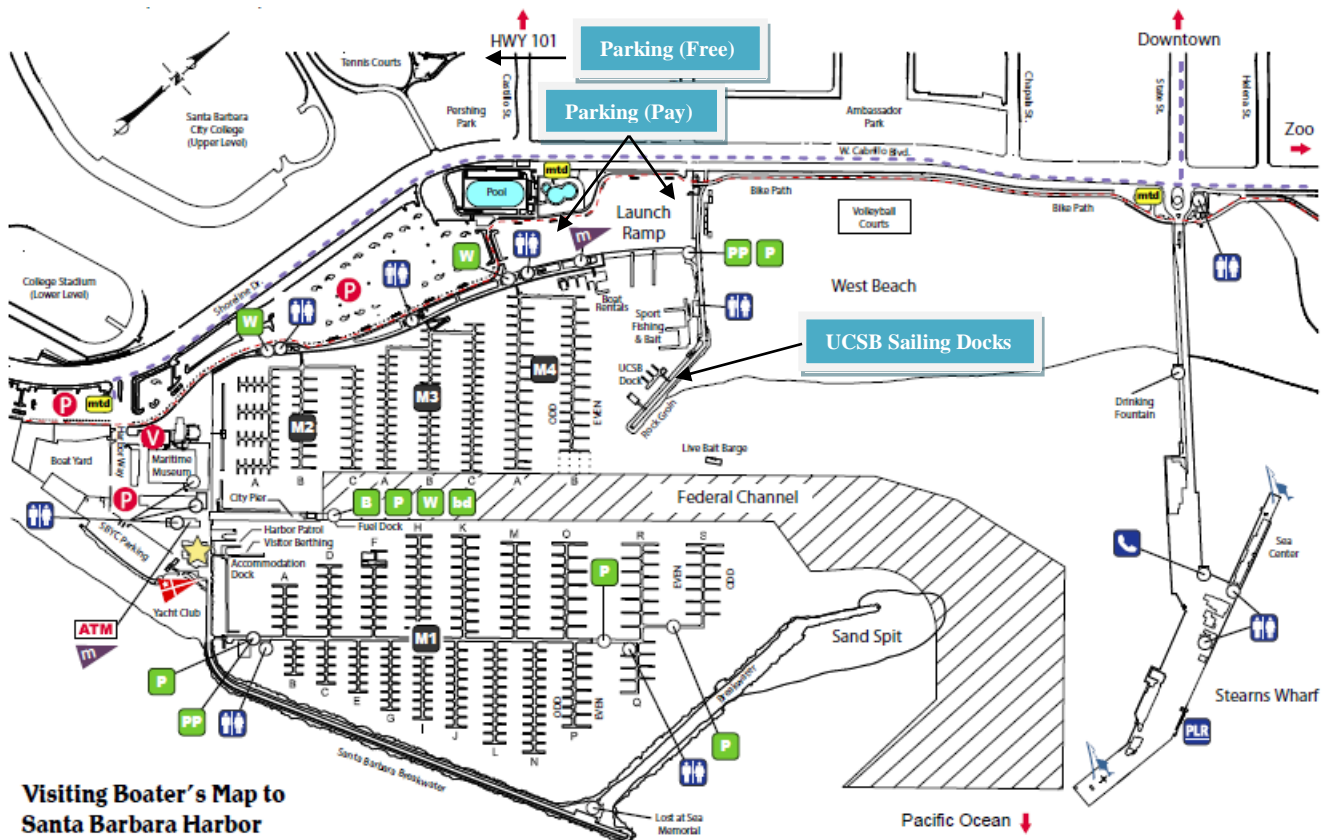 HWY 101
Parking (Free)
Downtown
Tennis Courts
Castillo St.
Chapala St.
State St.
Helena St.
N
Santa Barbara
City College
(Upper Level)
Pershing
Park
Parking (Pay)
Ambassador
Park
Zoo
W. Cabrillo Blvd.
mtd
Pool
Bike Path
Bike Path
mtd
Launch
Ramp
Volleyball
Courts
W
m
PP
P
College Stadium
(Lower Level)
Shoreline Dr.
P
West Beach
Boat
Rentals
Sport
Fishing
& Bait
W
UCSB Sailing Docks
M4
UCSB
Dock
M3
P
mtd
Drinking
Fountain
M2
ODD
EVEN
Rock Groin
V
Harbor Way
Boat Yard
Maritime
Museum
Live Bait Barge
A
B
C
A
B
C
A
B
P
City Pier
B
P
W
bd
Federal Channel
Fuel Dock
SBYC Parking
Harbor Patrol
Visitor Berthing
Accommodation
Dock
A
D
F
H
K
M
O
R
S
EVEN
ODD
Sea
Center
P
Yacht Club
ATM
m
M1
Sand Spit
P
B
C
E
G
I
J
L
N
P
Q
ODD
EVEN
Breakwater
PP
P
Stearns Wharf
PLR
Santa Barbara Breakwater
Visiting Boater's Map to
Santa Barbara Harbor
Lost at Sea
Memorial
Pacific Ocean